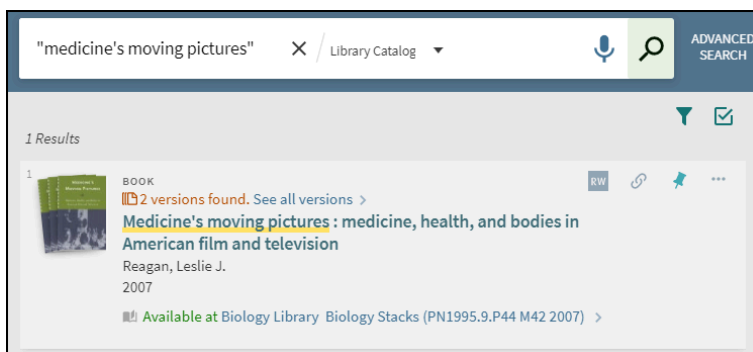 "medicine's moving pictures"
Library Catalog
ADVANCED
SEARCH
1 Results
1
BOOK
2 versions found. See all versions >
Medicine's moving pictures : medicine, health, and bodies in
American film and television
Reagan, Leslie J.
2007
Available at Biology Library Biology Stacks (PN1995.9.P44 M42 2007) >
RW